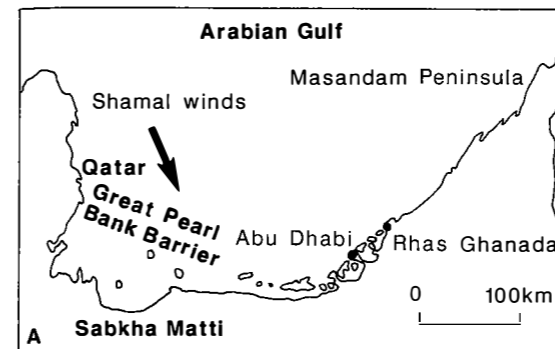 Arabian Gulf
Masandam Peninsula
Shamal winds
Qatar
Great Pearl
Bank Barrier
Abu Dhabi
Rhas Ghanada
0 100km
A
Sabkha Matti